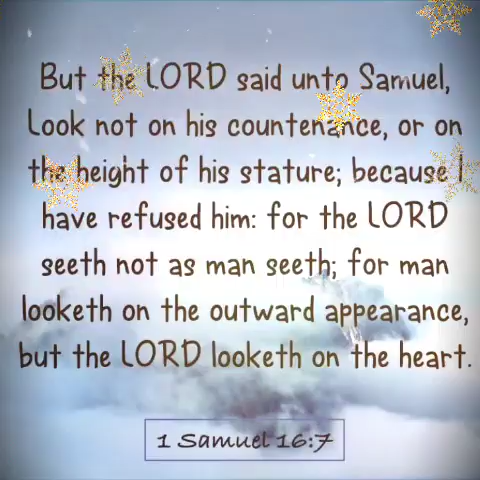 But the LORD said unto Samuel,
Look not on his countenance, or on
the height of his stature; because I
have refused him: for the LORD
seeth not as man seeth; for man
looketh on the outward appearance,
but the LORD looketh on the heart.
1 Samuel 16:7